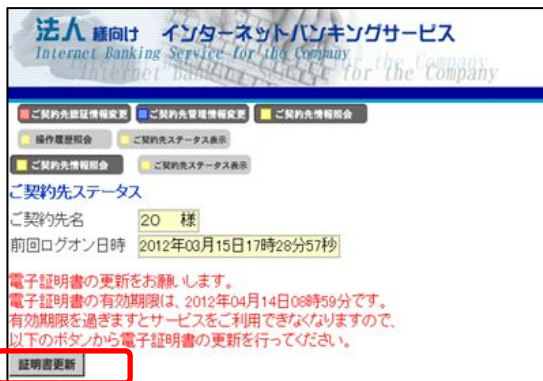 法人 様向け インターネットバンキングサービス
Internet Banking Service for the Company
Internet Banking Service for the Company
ご契約先認証情報変更 ご契約先管理情報変更 ご契約先情報照会
操作履歴照会 ご契約先ステータス表示
ご契約先情報照会 ご契約先ステータス表示
ご契約先ステータス
ご契約先名 20 様
前回ログオン日時 2012年03月15日17時28分57秒
電子証明書の更新をお願いします。
電子証明書の有効期限は、2012年04月14日08時59分です。
有効期限を過ぎますとサービスをご利用できなくなりますので、
以下のボタンから電子証明書の更新を行ってください。
証明書更新